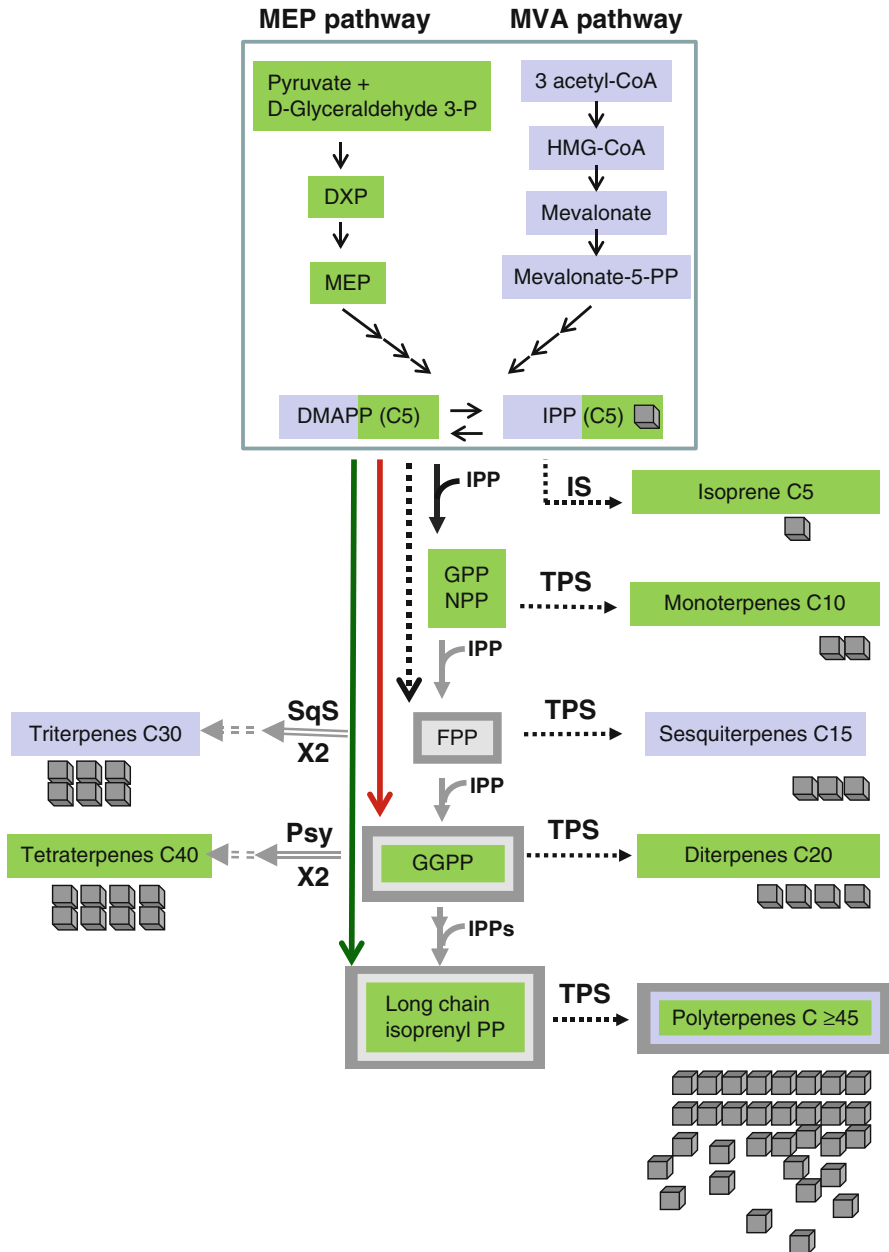 MEP pathway
MVA pathway
Pyruvate +
D-Glyceraldehyde 3-P
3 acetyl-CoA
HMG-CoA
DXP
Mevalonate
MEP
Mevalonate-5-PP
DMAPP (C5)
IPP (C5)
IPP
IS
Isoprene C5
GPP
NPP
TPS
Monoterpenes C10
IPP
SqS
X2
Triterpenes C30
FPP
TPS
Sesquiterpenes C15
IPP
Psy
X2
Tetraterpenes C40
GGPP
TPS
Diterpenes C20
IPPs
Long chain
isoprenyl PP
TPS
Polyterpenes C ≥45